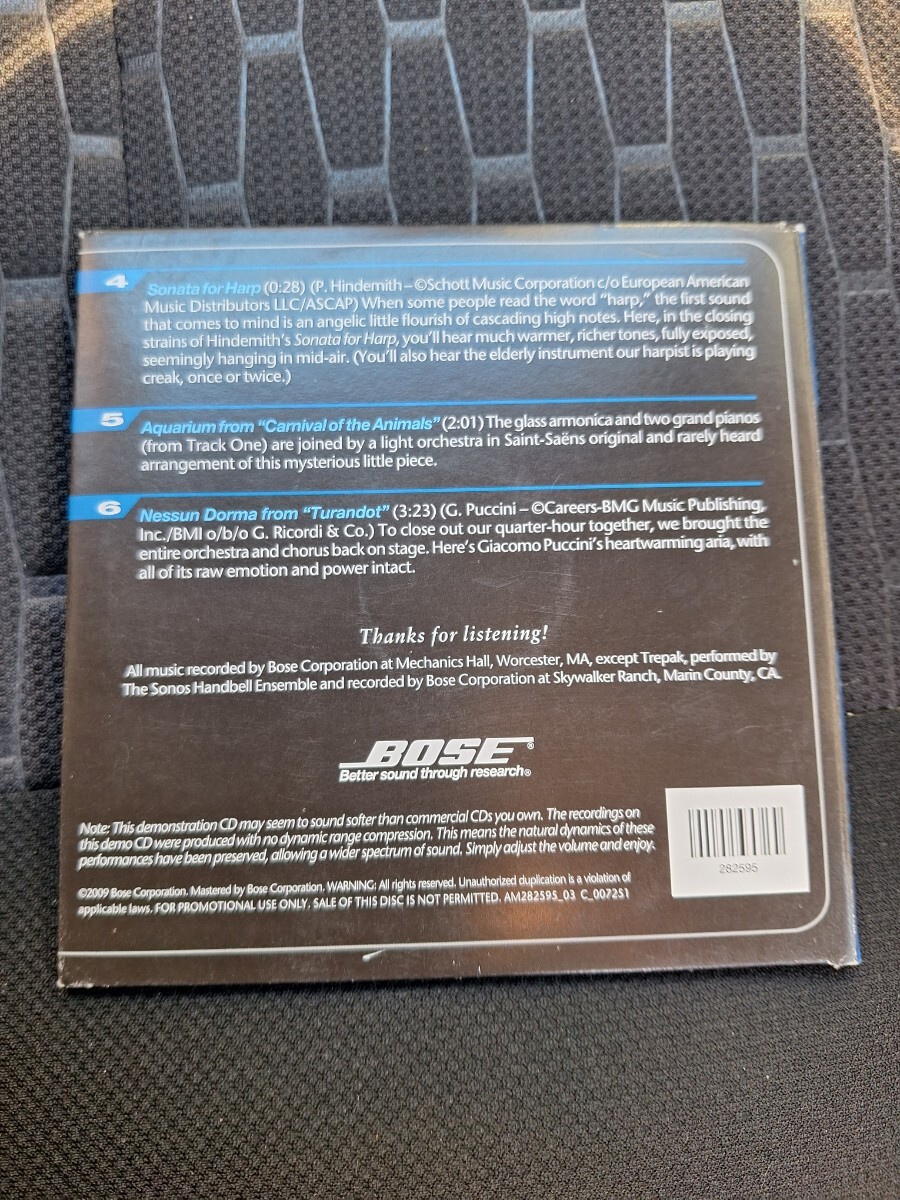 4 Sonata for Harp (0:28) (P. Hindemith – ©Schott Music Corporation c/o European American
Music Distributors LLC/ASCAP) When some people read the word "harp," the first sound
that comes to mind is an angelic little flourish of cascading high notes. Here, in the closing
strains of Hindemith's Sonata for Harp, you'll hear much warmer, richer tones, fully exposed,
seemingly hanging in mid-air. (You'll also hear the elderly instrument our harpist is playing
creak, once or twice.)
5 Aquarium from "Carnival of the Animals" (2:01) The glass armonica and two grand pianos
(from Track One) are joined by a light orchestra in Saint-Saëns original and rarely heard
arrangement of this mysterious little piece.
6 Nessun Dorma from "Turandot" (3:23) (G. Puccini – ©Careers-BMG Music Publishing,
Inc./BMI o/b/o G. Ricordi & Co.) To close out our quarter-hour together, we brought the
entire orchestra and chorus back on stage. Here's Giacomo Puccini's heartwarming aria, with
all of its raw emotion and power intact.
Thanks for listening!
All music recorded by Bose Corporation at Mechanics Hall, Worcester, MA, except Trepak, performed by
The Sonos Handbell Ensemble and recorded by Bose Corporation at Skywalker Ranch, Marin County, CA.
BOSE®
Better sound through research®
Note: This demonstration CD may seem to sound softer than commercial CDs you own. The recordings on
this demo CD were produced with no dynamic range compression. This means the natural dynamics of these
performances have been preserved, allowing a wider spectrum of sound. Simply adjust the volume and enjoy.
©2009 Bose Corporation. Mastered by Bose Corporation. WARNING: All rights reserved. Unauthorized duplication is a violation of
applicable laws. FOR PROMOTIONAL USE ONLY. SALE OF THIS DISC IS NOT PERMITTED. AM282595_03 C_007251
282595